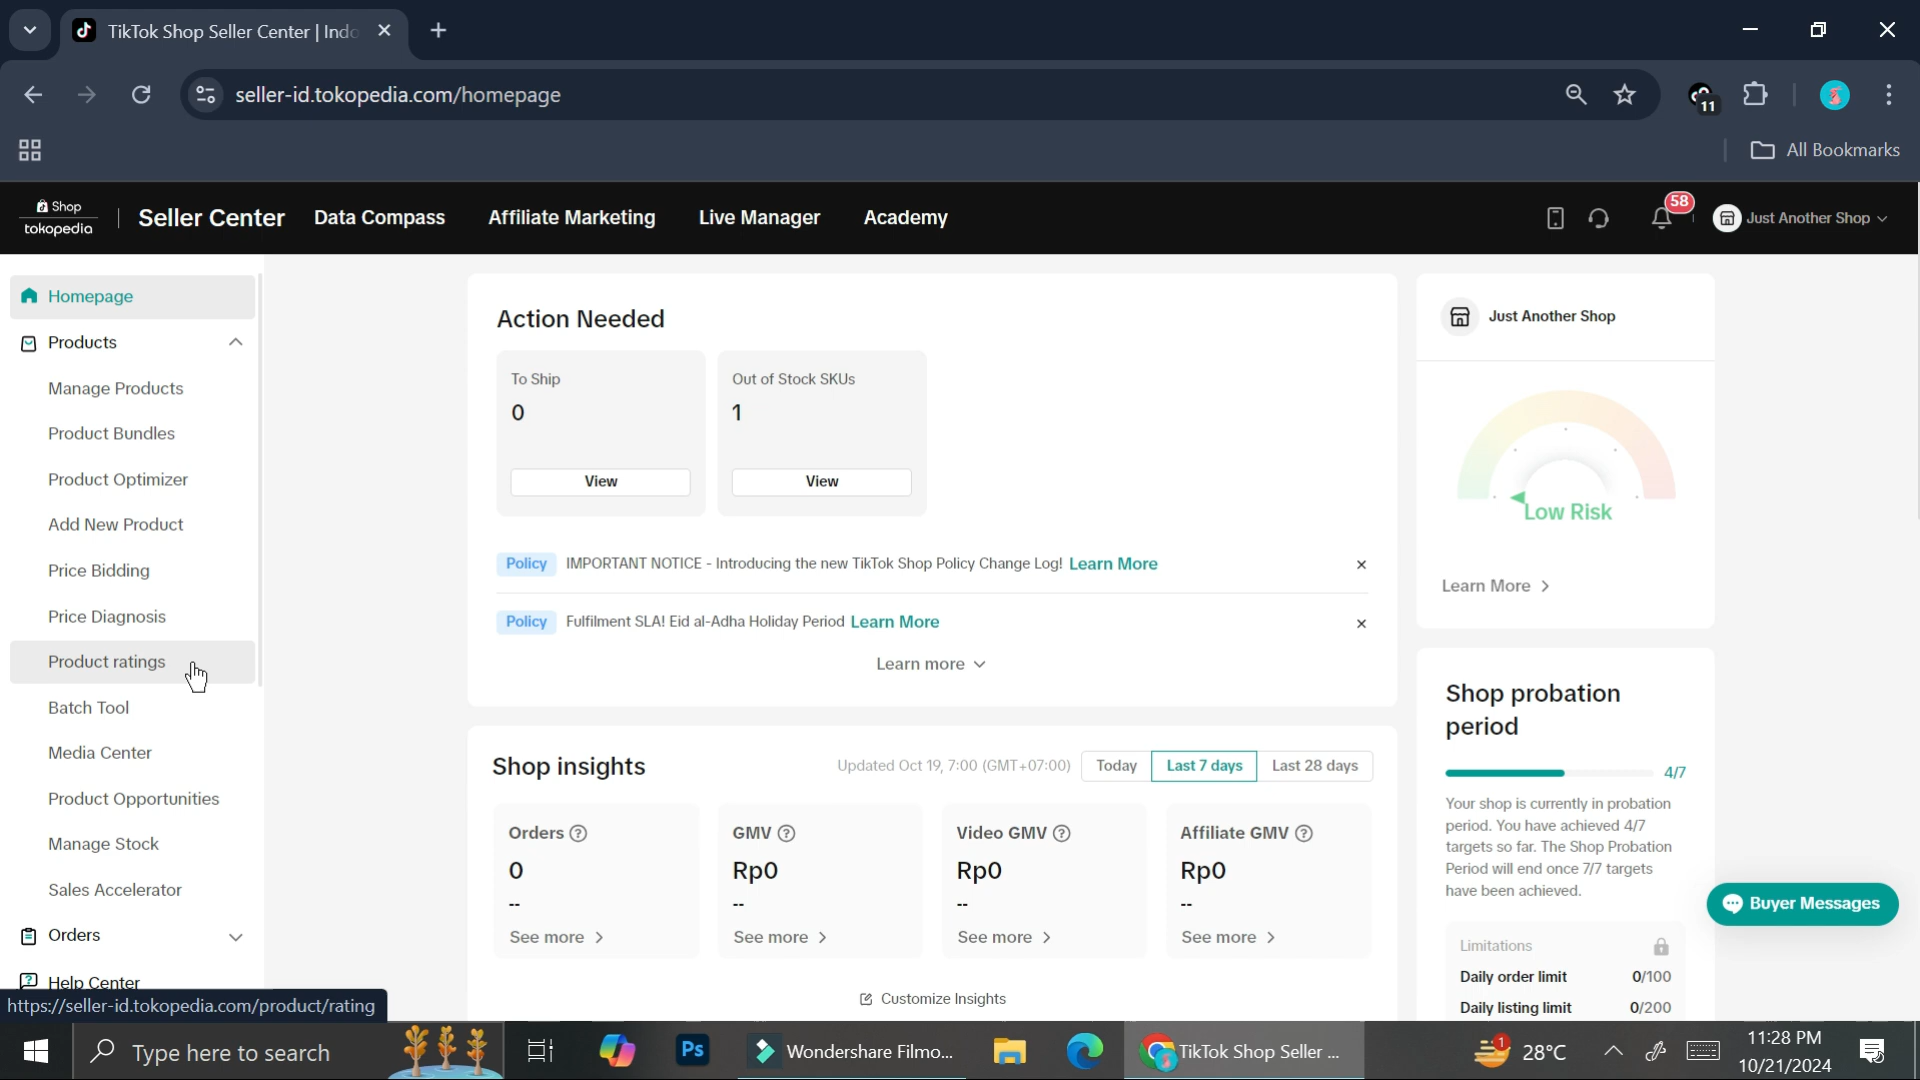 TikTok Shop Seller Center | Indo
seller-id.tokopedia.com/homepage
11
All Bookmarks
Shop
tokopedia
Seller Center
Data Compass
Affiliate Marketing
Live Manager
Academy
58
Just Another Shop
Homepage
Products
Manage Products
Product Bundles
Product Optimizer
Add New Product
Price Bidding
Price Diagnosis
Product ratings
Batch Tool
Media Center
Product Opportunities
Manage Stock
Sales Accelerator
Orders
Help Center
https://seller-id.tokopedia.com/product/rating
Action Needed
To Ship
0
View
Out of Stock SKUs
1
View
Policy IMPORTANT NOTICE - Introducing the new TikTok Shop Policy Change Log! Learn More
Policy Fulfilment SLA! Eid al-Adha Holiday Period Learn More
Learn more
Shop insights
Updated Oct 19, 7:00 (GMT+07:00)
Today
Last 7 days
Last 28 days
Orders
0
--
See more
GMV
Rp0
--
See more
Video GMV
Rp0
--
See more
Affiliate GMV
Rp0
--
See more
Customize Insights
Just Another Shop
Low Risk
Learn More
Shop probation
period
4/7
Your shop is currently in probation
period. You have achieved 4/7
targets so far. The Shop Probation
Period will end once 7/7 targets
have been achieved.
Limitations
Daily order limit 0/100
Daily listing limit 0/200
Buyer Messages
Type here to search
Ps
Wondershare Filmo...
TikTok Shop Seller ...
1
28°C
11:28 PM
10/21/2024